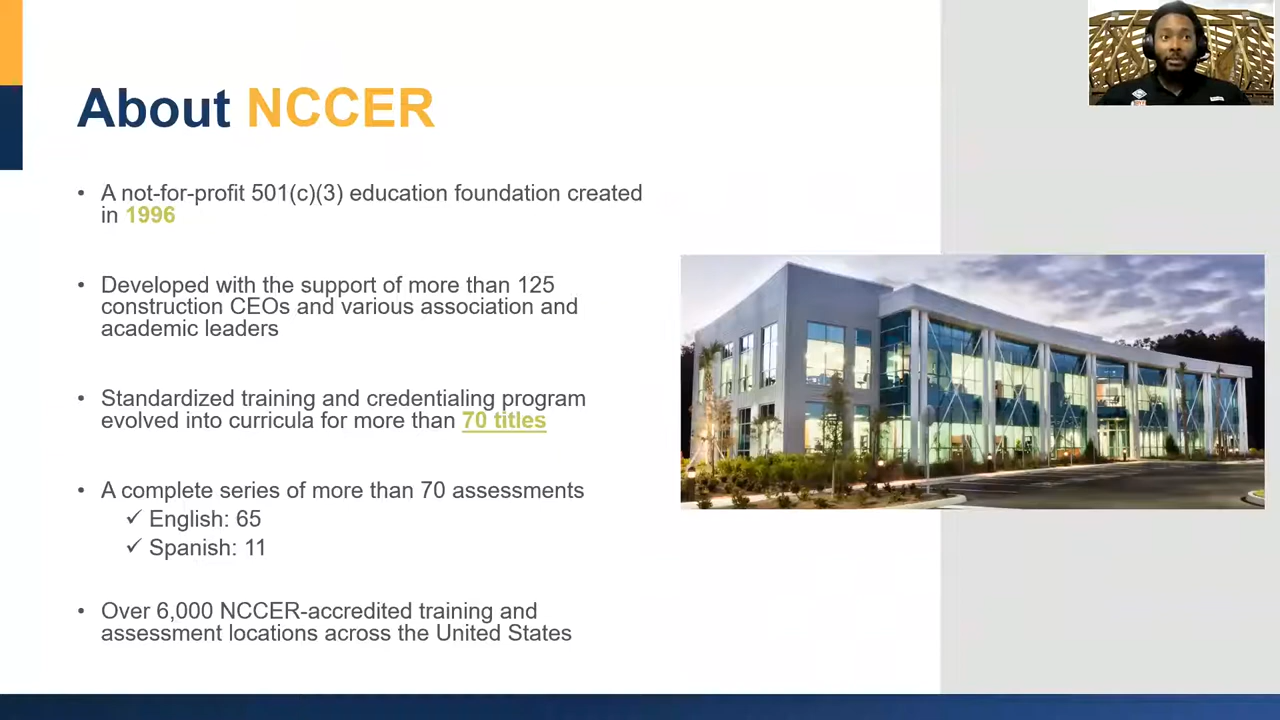 About NCCER
• A not-for-profit 501(c)(3) education foundation created
in 1996
• Developed with the support of more than 125
construction CEOs and various association and
academic leaders
• Standardized training and credentialing program
evolved into curricula for more than 70 titles
• A complete series of more than 70 assessments
✓ English: 65
✓ Spanish: 11
• Over 6,000 NCCER-accredited training and
assessment locations across the United States